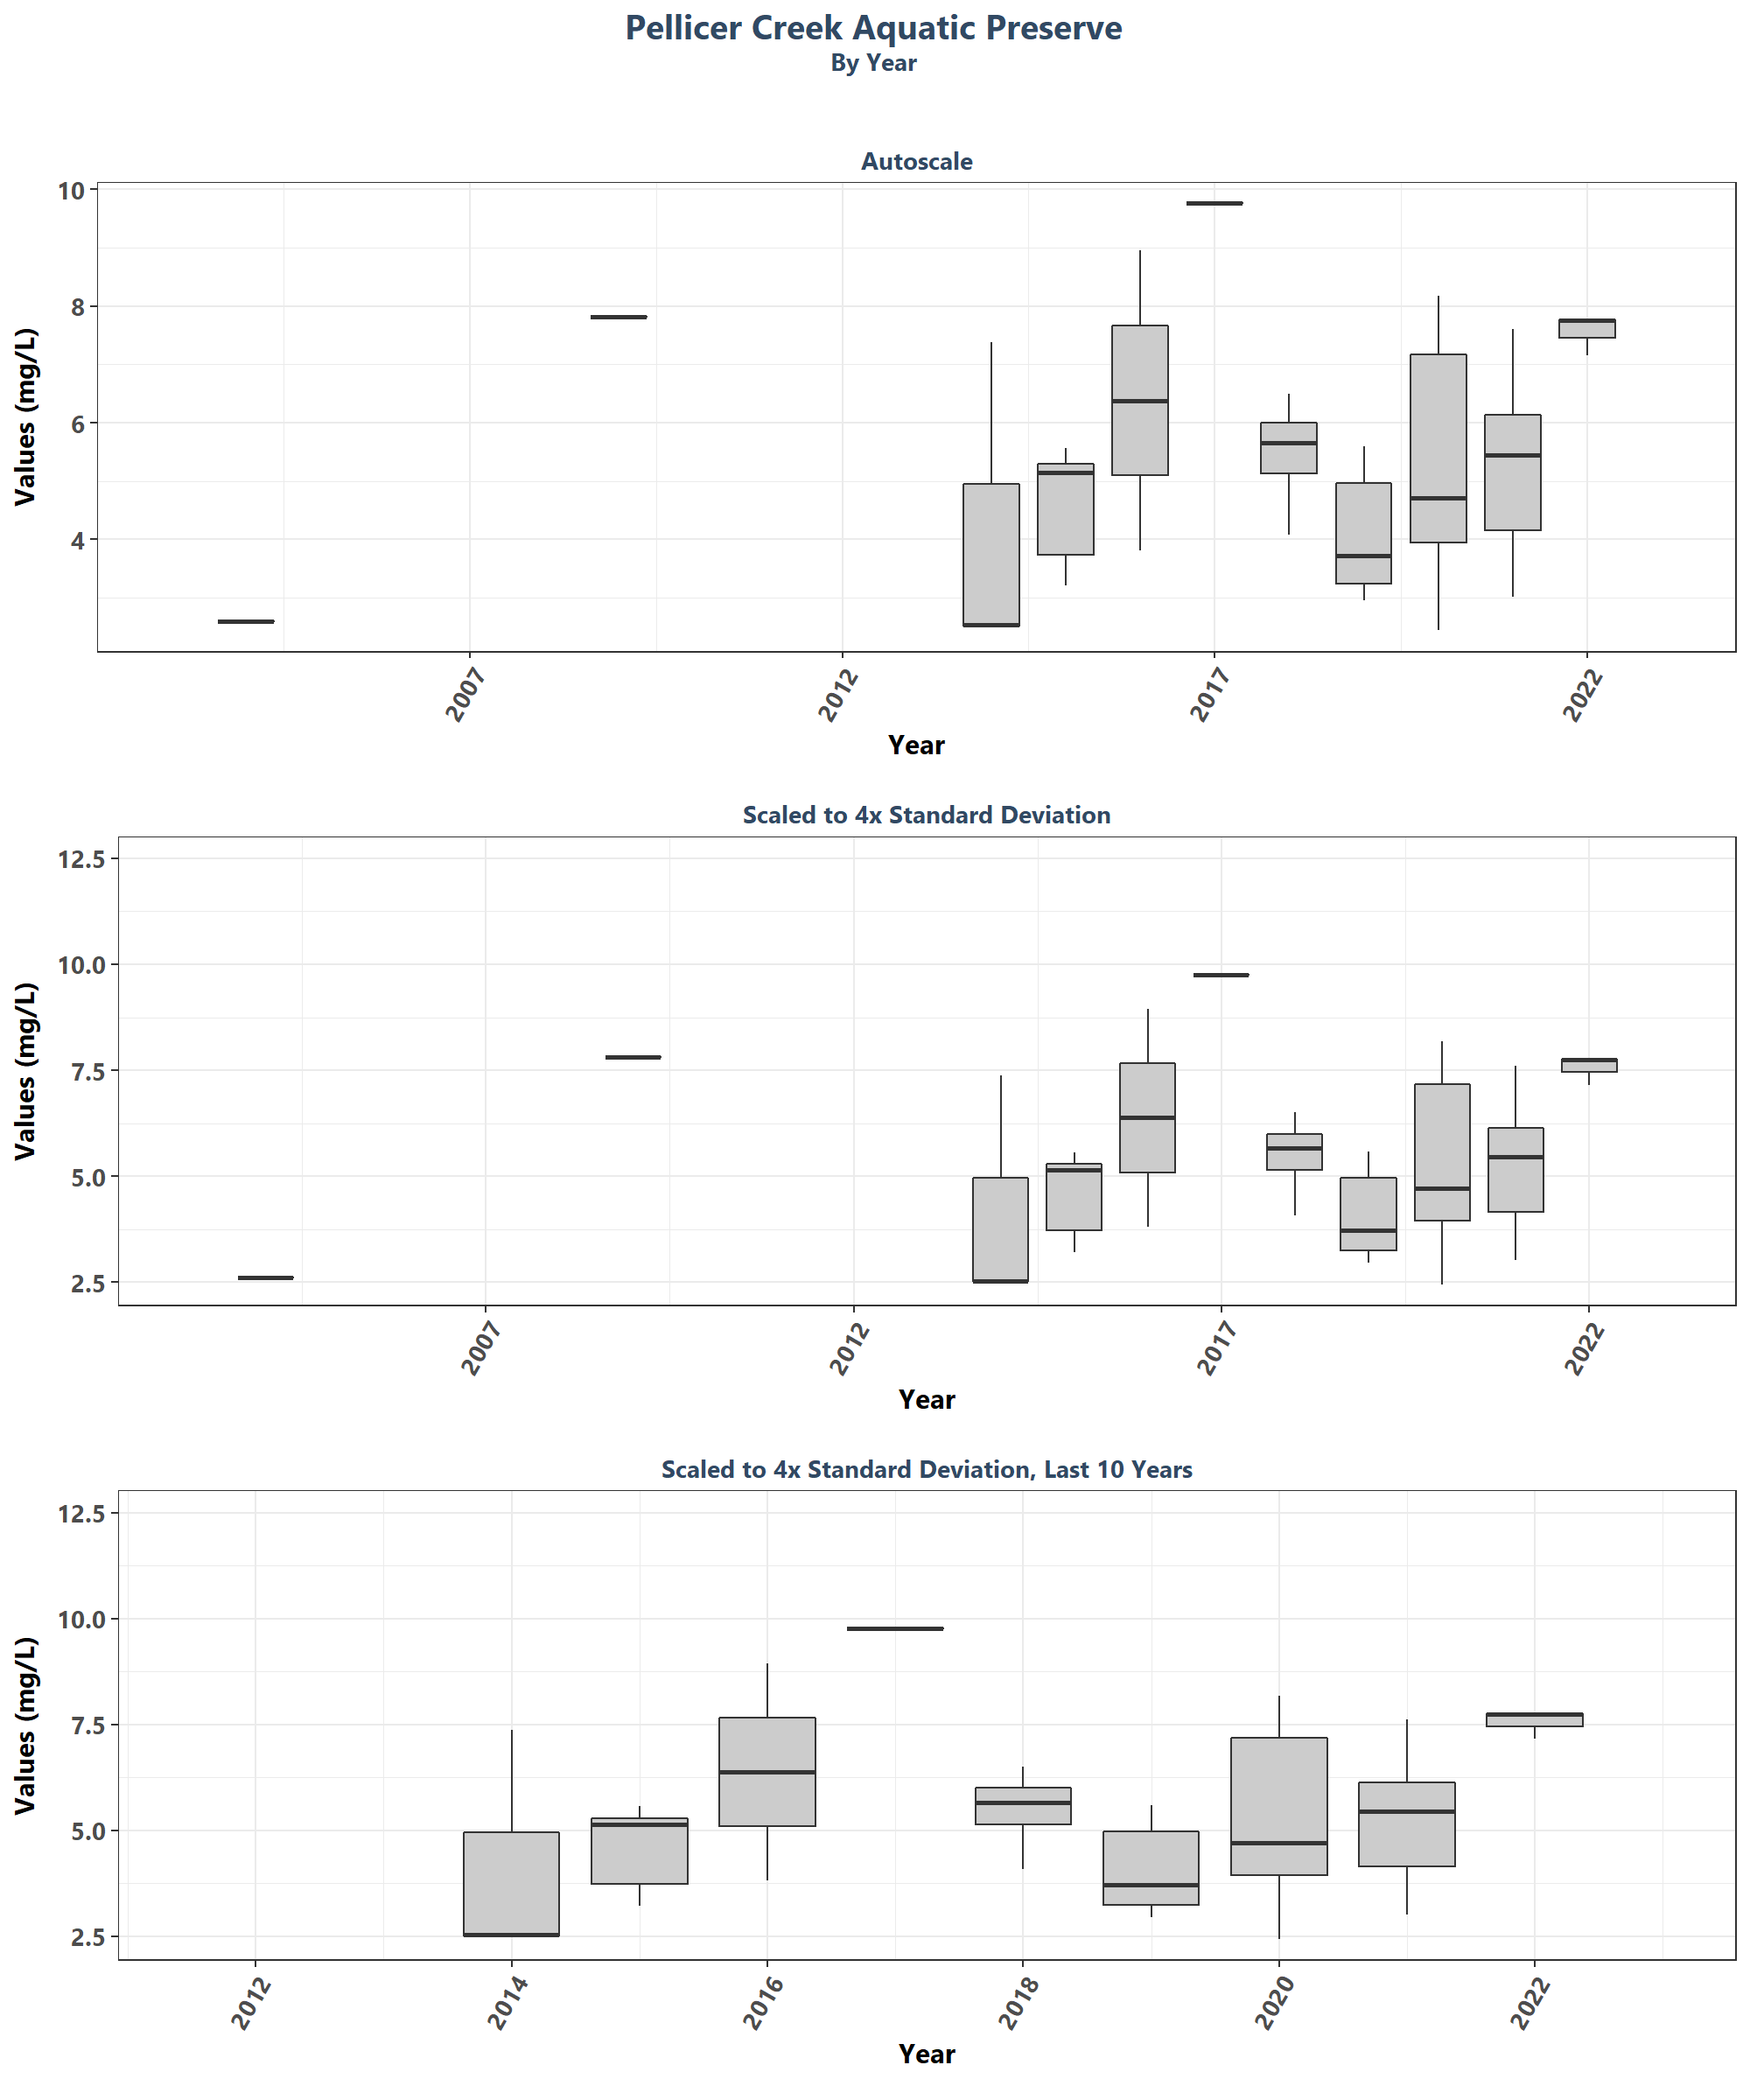 Pellicer Creek Aquatic Preserve
By Year
Autoscale
10
8
6
4
Values (mg/L)
2007 2012 2017 2022
Year
Scaled to 4x Standard Deviation
12.5
10.0
7.5
5.0
2.5
Values (mg/L)
2007 2012 2017 2022
Year
Scaled to 4x Standard Deviation, Last 10 Years
12.5
10.0
7.5
5.0
2.5
Values (mg/L)
2012 2014 2016 2018 2020 2022
Year